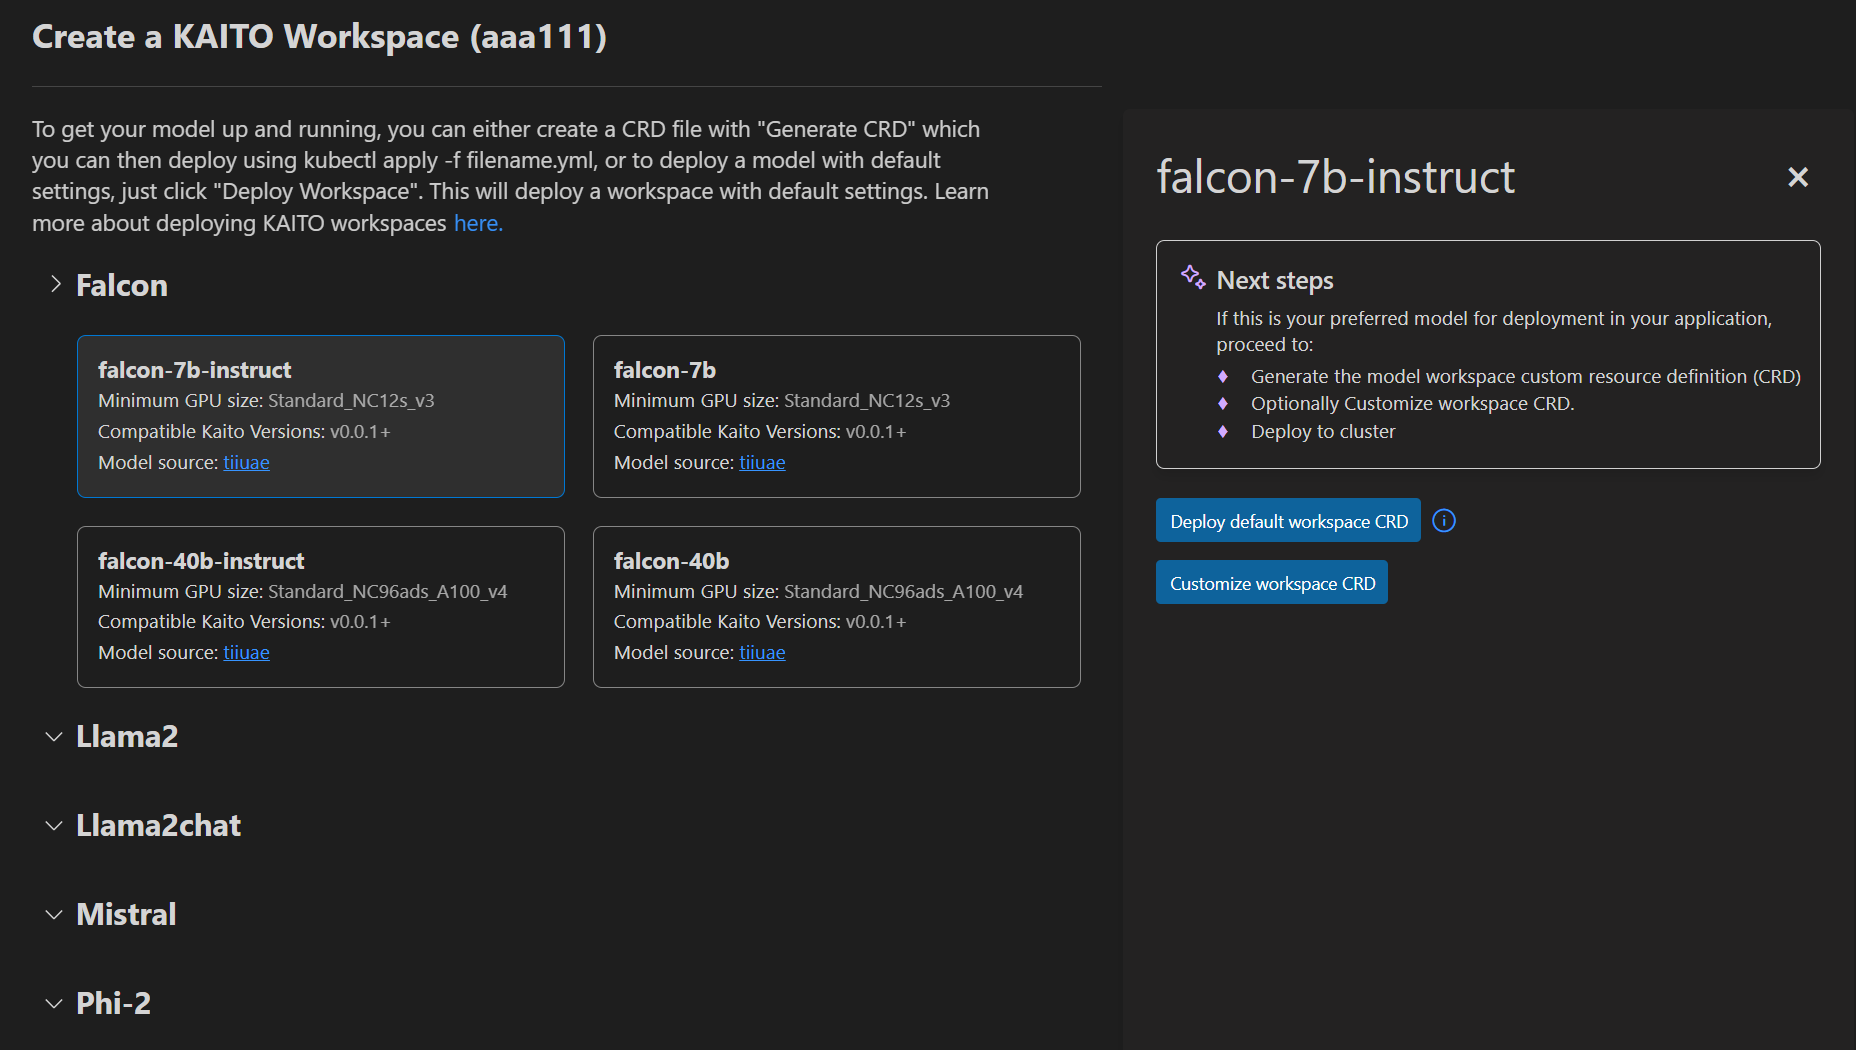 Create a KAITO Workspace (aaa111)
To get your model up and running, you can either create a CRD file with "Generate CRD" which
you can then deploy using kubectl apply -f filename.yml, or to deploy a model with default
settings, just click "Deploy Workspace". This will deploy a workspace with default settings. Learn
more about deploying KAITO workspaces here.
Falcon
falcon-7b-instruct
Minimum GPU size: Standard_NC12s_v3
Compatible Kaito Versions: v0.0.1+
Model source: tiiuae
falcon-7b
Minimum GPU size: Standard_NC12s_v3
Compatible Kaito Versions: v0.0.1+
Model source: tiiuae
falcon-40b-instruct
Minimum GPU size: Standard_NC96ads_A100_v4
Compatible Kaito Versions: v0.0.1+
Model source: tiiuae
falcon-40b
Minimum GPU size: Standard_NC96ads_A100_v4
Compatible Kaito Versions: v0.0.1+
Model source: tiiuae
Llama2
Llama2chat
Mistral
Phi-2
falcon-7b-instruct
Next steps
If this is your preferred model for deployment in your application,
proceed to:
Generate the model workspace custom resource definition (CRD)
Optionally Customize workspace CRD.
Deploy to cluster
Deploy default workspace CRD
Customize workspace CRD